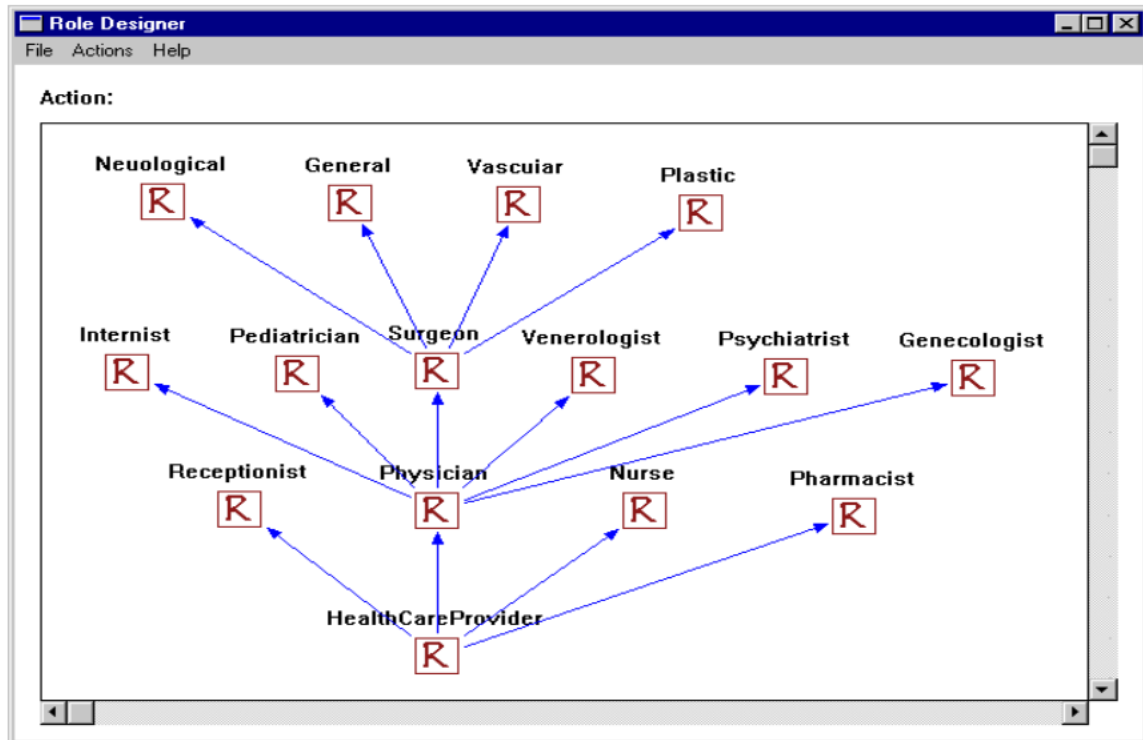 Role Designer
File Actions Help
Action:
Neuological General Vascuiar Plastic
R R R R
Internist Pediatrician Surgeon Venerologist Psychiatrist Genecologist
R R R R R R
Receptionist Physician Nurse Pharmacist
R R R R
HealthCareProvider
R